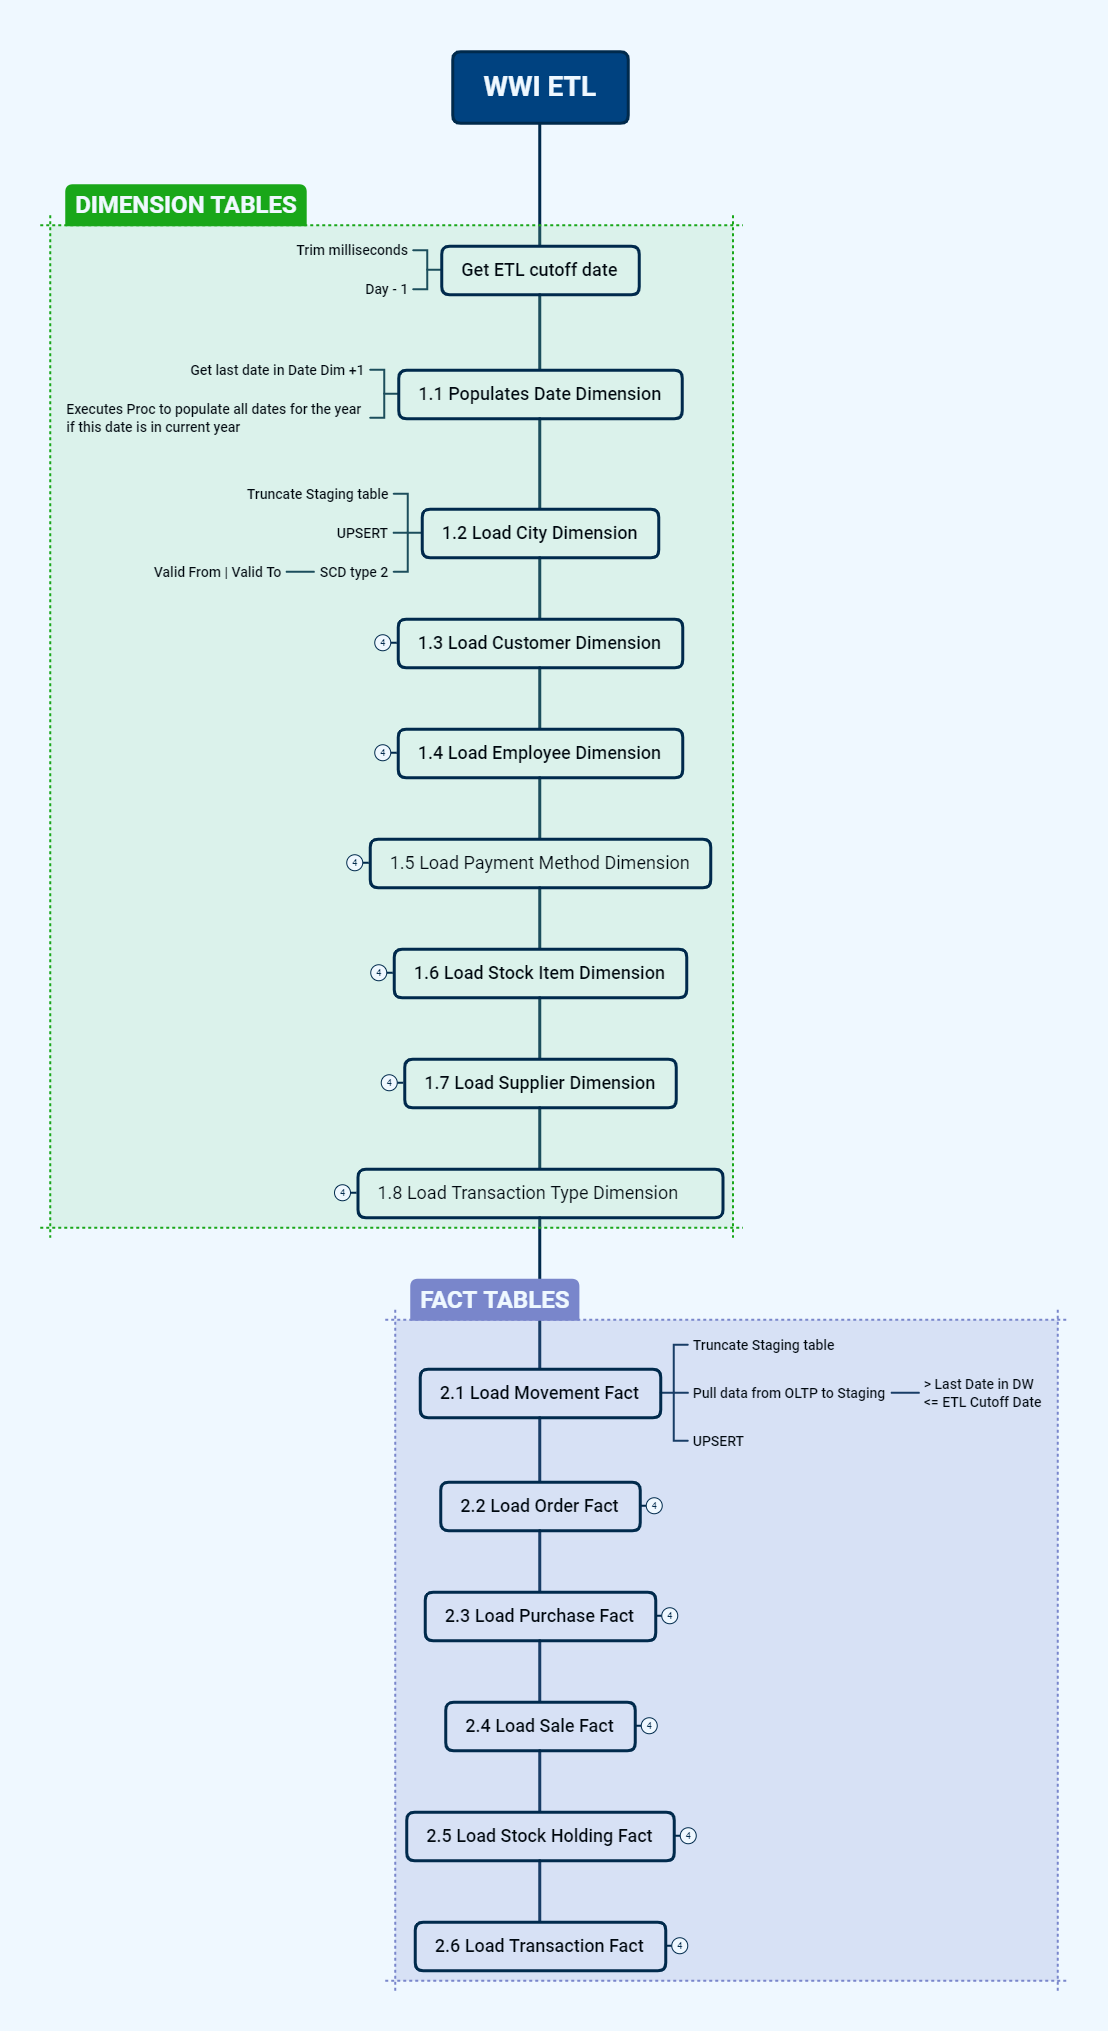 WWI ETL
DIMENSION TABLES
Trim milliseconds
Get ETL cutoff date
Day - 1
Get last date in Date Dim +1
1.1 Populates Date Dimension
Executes Proc to populate all dates for the year
if this date is in current year
Truncate Staging table
UPSERT
1.2 Load City Dimension
Valid From | Valid To
SCD type 2
4
1.3 Load Customer Dimension
4
1.4 Load Employee Dimension
4
1.5 Load Payment Method Dimension
4
1.6 Load Stock Item Dimension
4
1.7 Load Supplier Dimension
4
1.8 Load Transaction Type Dimension
FACT TABLES
Truncate Staging table
2.1 Load Movement Fact
Pull data from OLTP to Staging
> Last Date in DW
<= ETL Cutoff Date
UPSERT
2.2 Load Order Fact
4
2.3 Load Purchase Fact
4
2.4 Load Sale Fact
4
2.5 Load Stock Holding Fact
4
2.6 Load Transaction Fact
4